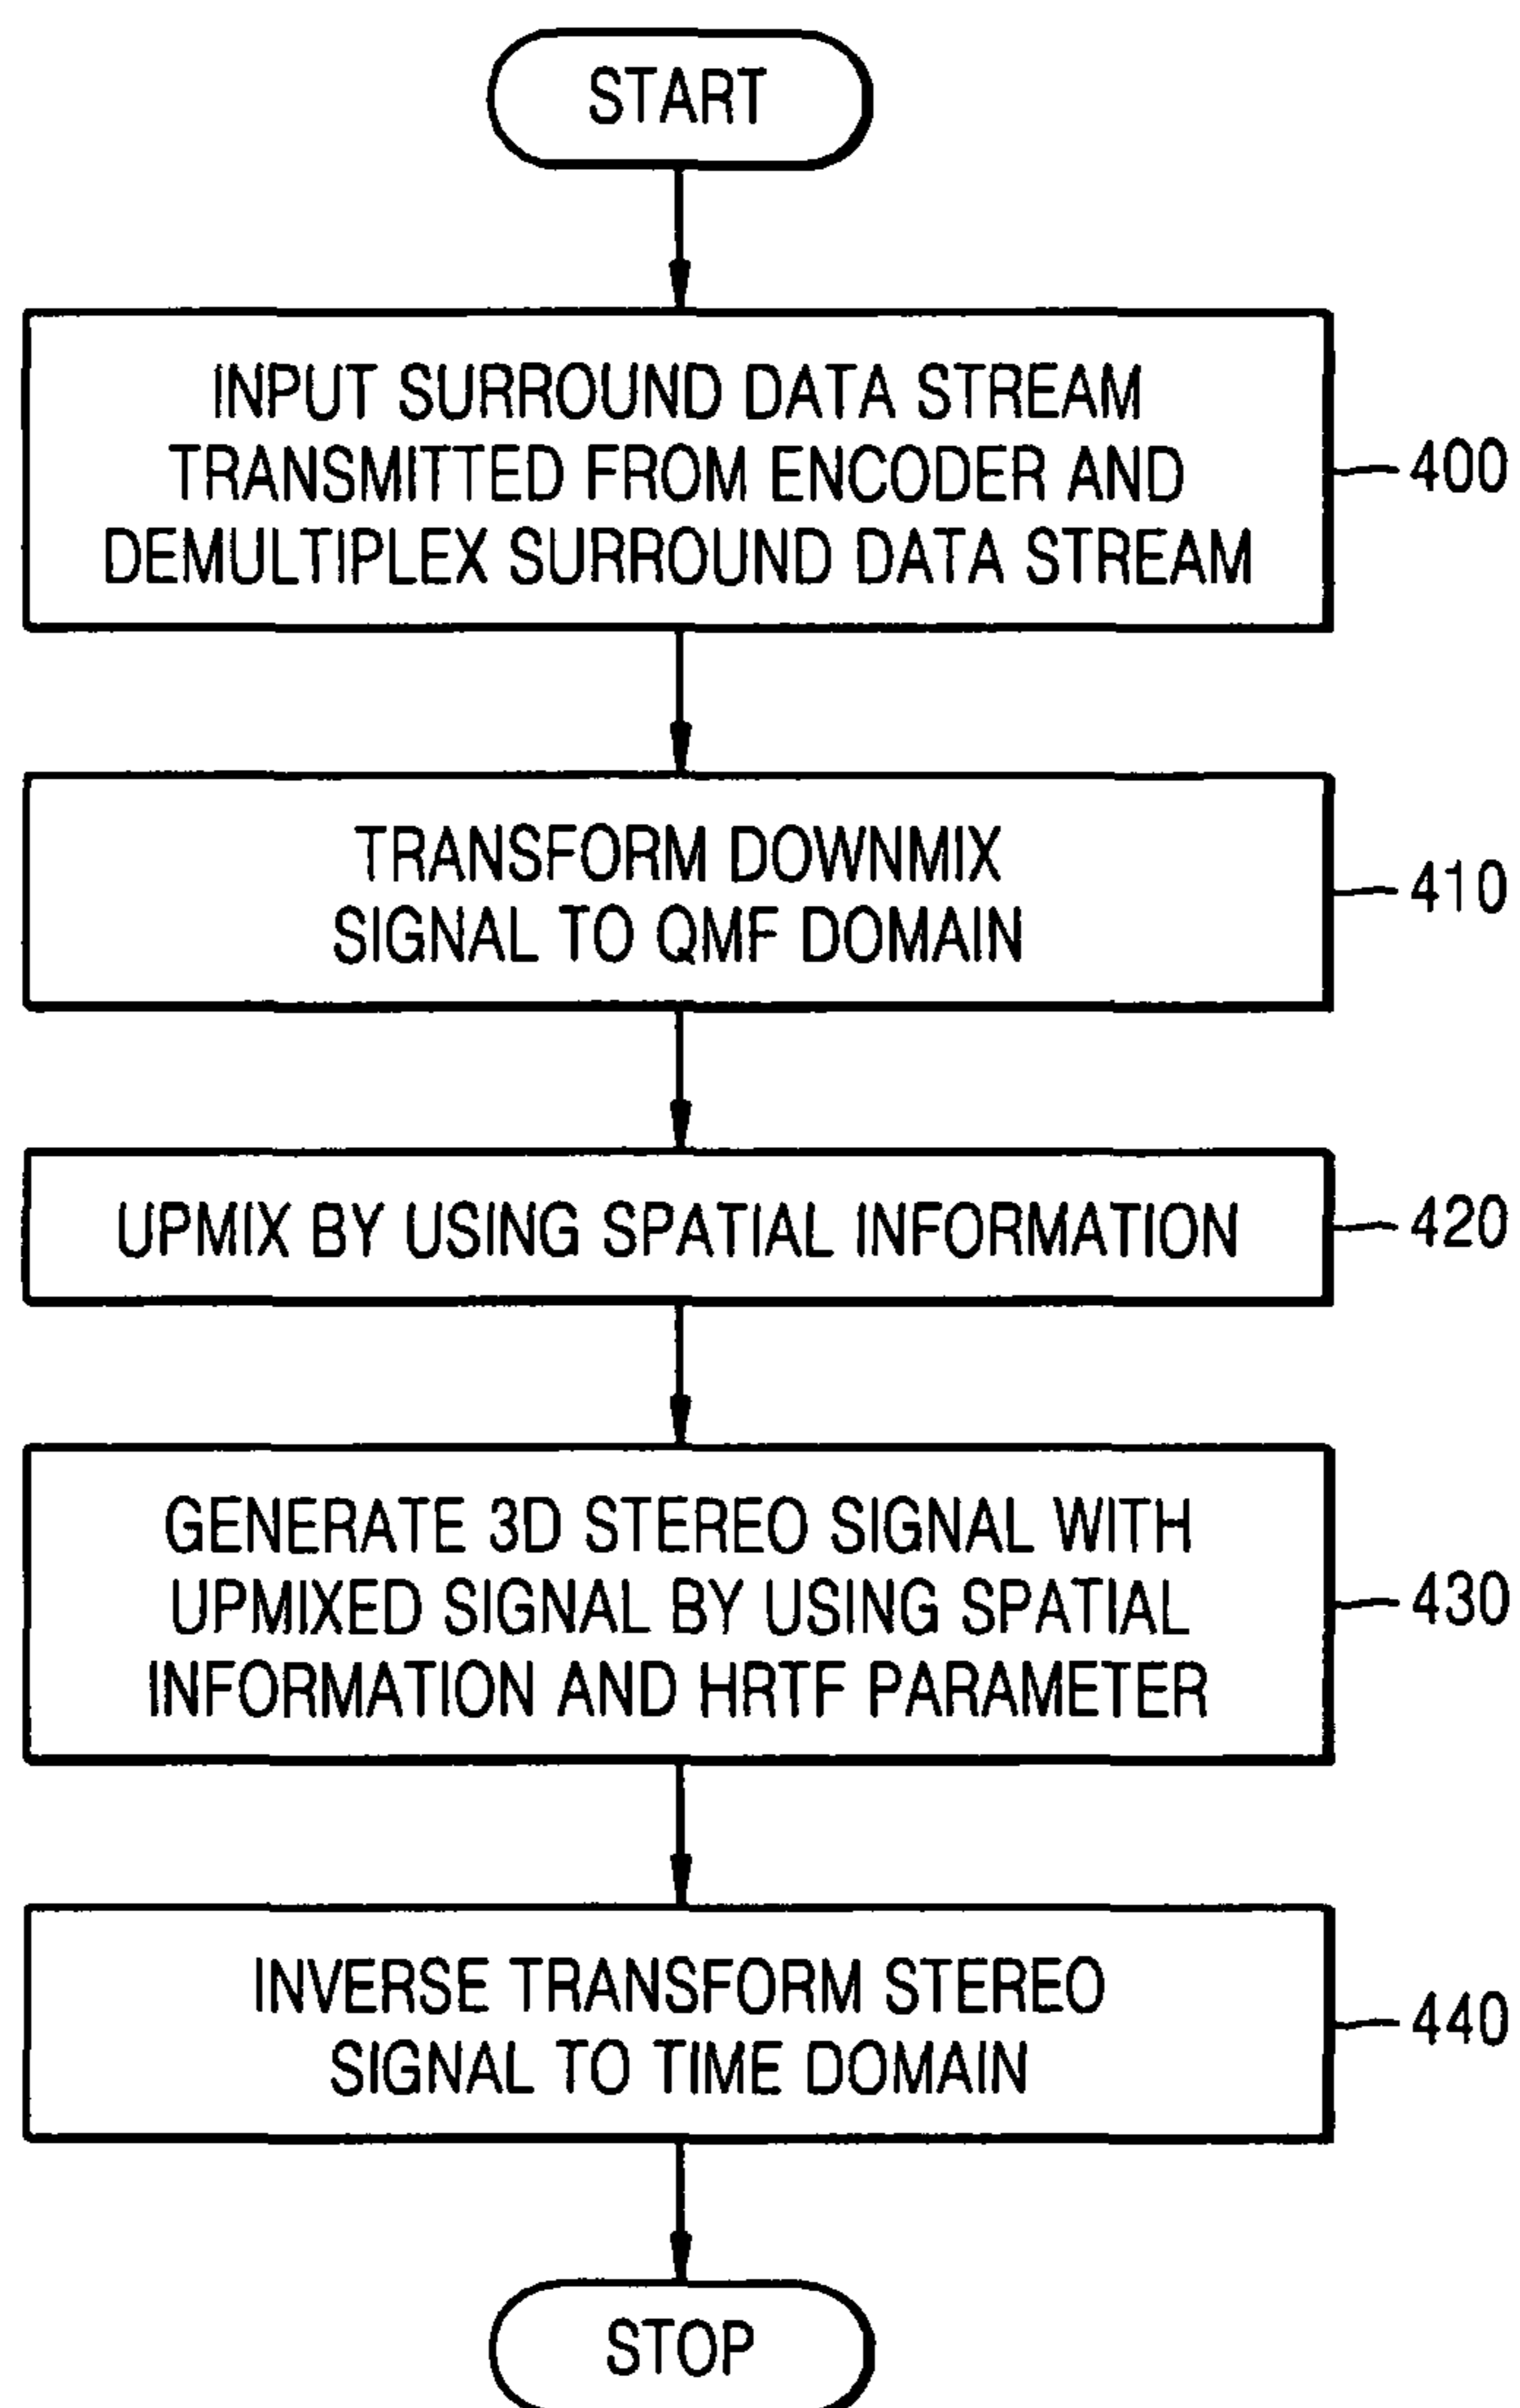 START
INPUT SURROUND DATA STREAM
TRANSMITTED FROM ENCODER AND
DEMULTIPLEX SURROUND DATA STREAM
400
TRANSFORM DOWNMIX
SIGNAL TO QMF DOMAIN
410
UPMIX BY USING SPATIAL INFORMATION
420
GENERATE 3D STEREO SIGNAL WITH
UPMIXED SIGNAL BY USING SPATIAL
INFORMATION AND HRTF PARAMETER
430
INVERSE TRANSFORM STEREO
SIGNAL TO TIME DOMAIN
440
STOP